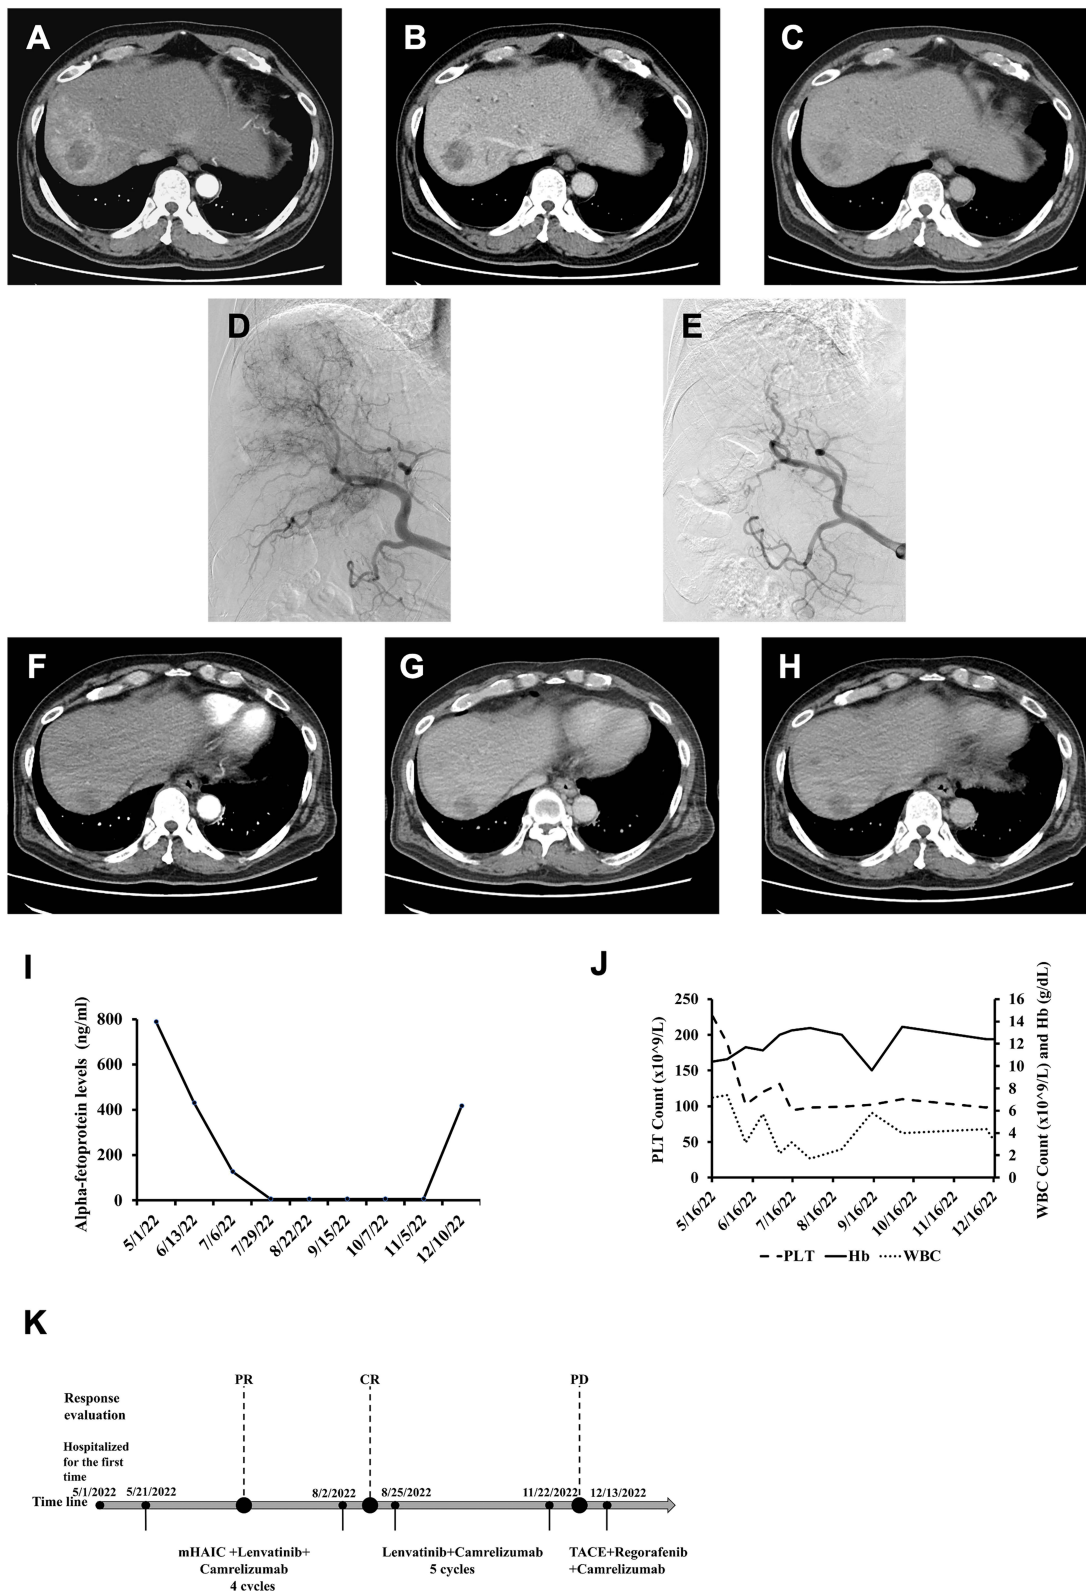 A
B
C
D
E
F
G
H
I
Alpha-fetoprotein levels (ng/ml)
800
600
400
200
0
5/1/22
6/13/22
7/6/22
7/29/22
8/22/22
9/15/22
10/7/22
11/5/22
12/10/22
J
PLT Count (x10^9/L)
250
200
150
100
50
0
WBC Count (x10^9/L) and Hb (g/dL)
16
14
12
10
8
6
4
2
0
5/16/22
6/16/22
7/16/22
8/16/22
9/16/22
10/16/22
11/16/22
12/16/22
PLT Hb WBC
K
PR CR PD
Response
evaluation
Hospitalized
for the first
time
Time line
5/1/2022 5/21/2022 8/2/2022 8/25/2022 11/22/2022 12/13/2022
mHAIC +Lenvatinib+
Camrelizumab
4 cycles
Lenvatinib+Camrelizumab
5 cycles
TACE+Regorafenib
+Camrelizumab